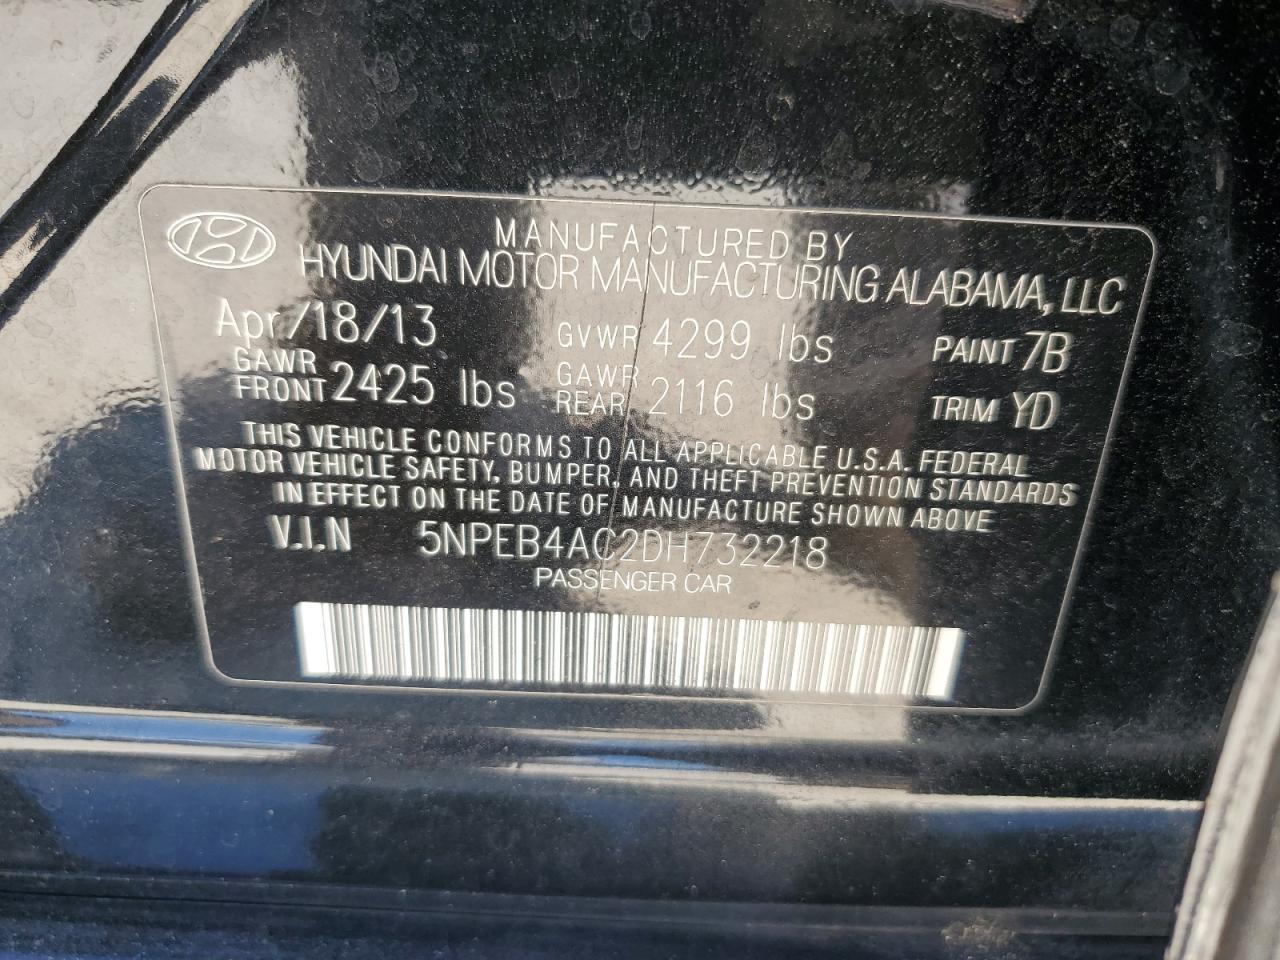 MANUFACTURED BY
HYUNDAI MOTOR MANUFACTURING ALABAMA, LLC
Apr/18/13 GVWR 4299 lbs PAINT 7B
GAWR FRONT 2425 lbs GAWR REAR 2116 lbs TRIM YD
THIS VEHICLE CONFORMS TO ALL APPLICABLE U.S.A. FEDERAL
MOTOR VEHICLE SAFETY, BUMPER, AND THEFT PREVENTION STANDARDS
IN EFFECT ON THE DATE OF MANUFACTURE SHOWN ABOVE
V.I.N 5NPEB4AC2DH732218
PASSENGER CAR